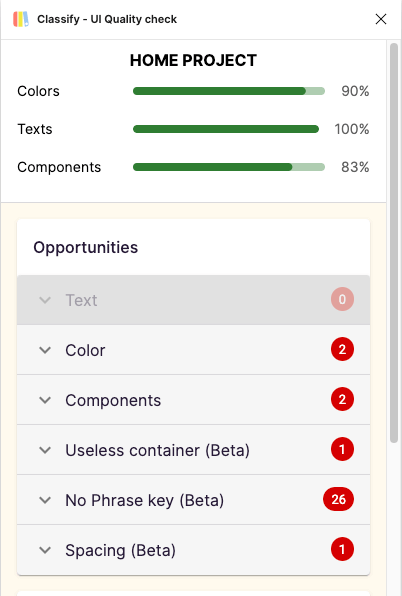 Classify - UI Quality check
HOME PROJECT
Colors 90%
Texts 100%
Components 83%
Opportunities
Text 0
Color 2
Components 2
Useless container (Beta) 1
No Phrase key (Beta) 26
Spacing (Beta) 1